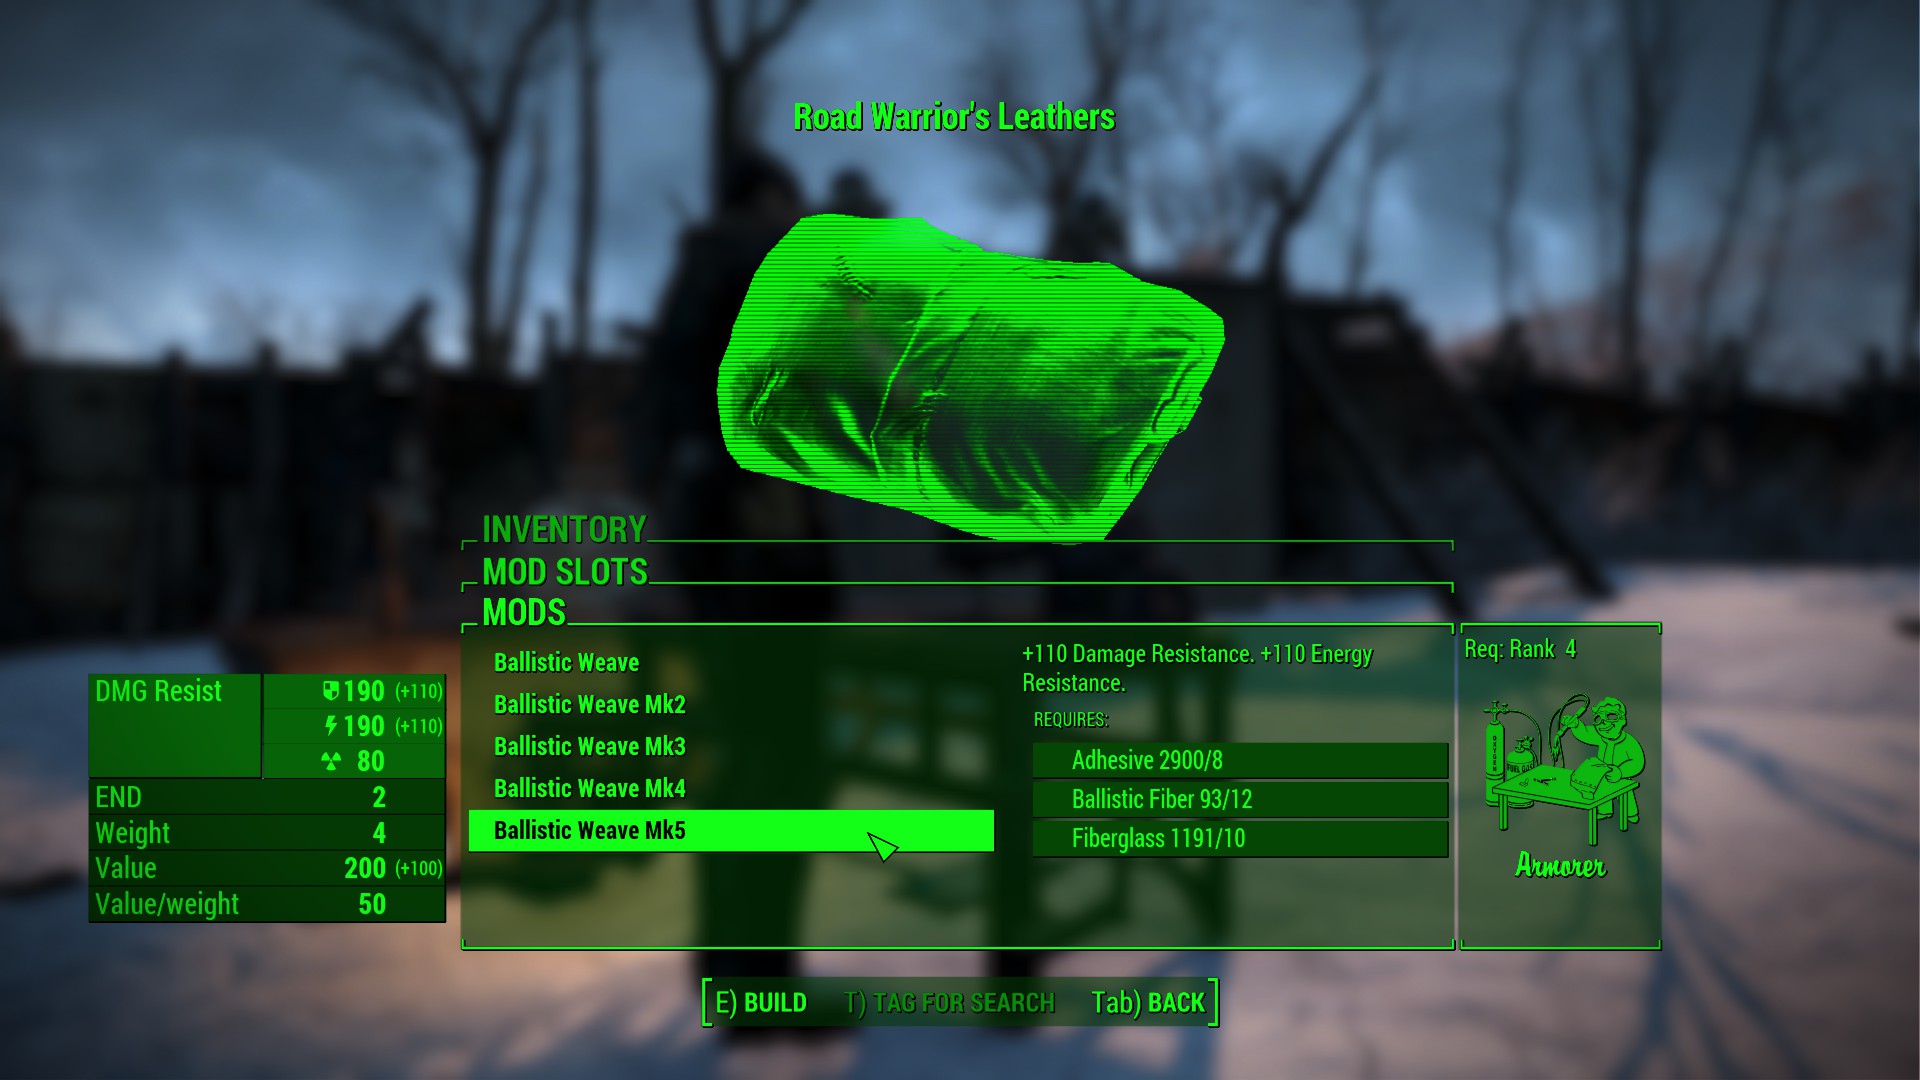 Road Warrior's Leathers
INVENTORY
MOD SLOTS
MODS
Ballistic Weave
Ballistic Weave Mk2
Ballistic Weave Mk3
Ballistic Weave Mk4
Ballistic Weave Mk5
+110 Damage Resistance. +110 Energy
Resistance.
REQUIRES:
Adhesive 2900/8
Ballistic Fiber 93/12
Fiberglass 1191/10
Req: Rank 4
OXYGEN
FUEL GAS
Armorer
DMG Resist 190 (+110)
190 (+110)
80
END 2
Weight 4
Value 200 (+100)
Value/weight 50
E) BUILD T) TAG FOR SEARCH Tab) BACK